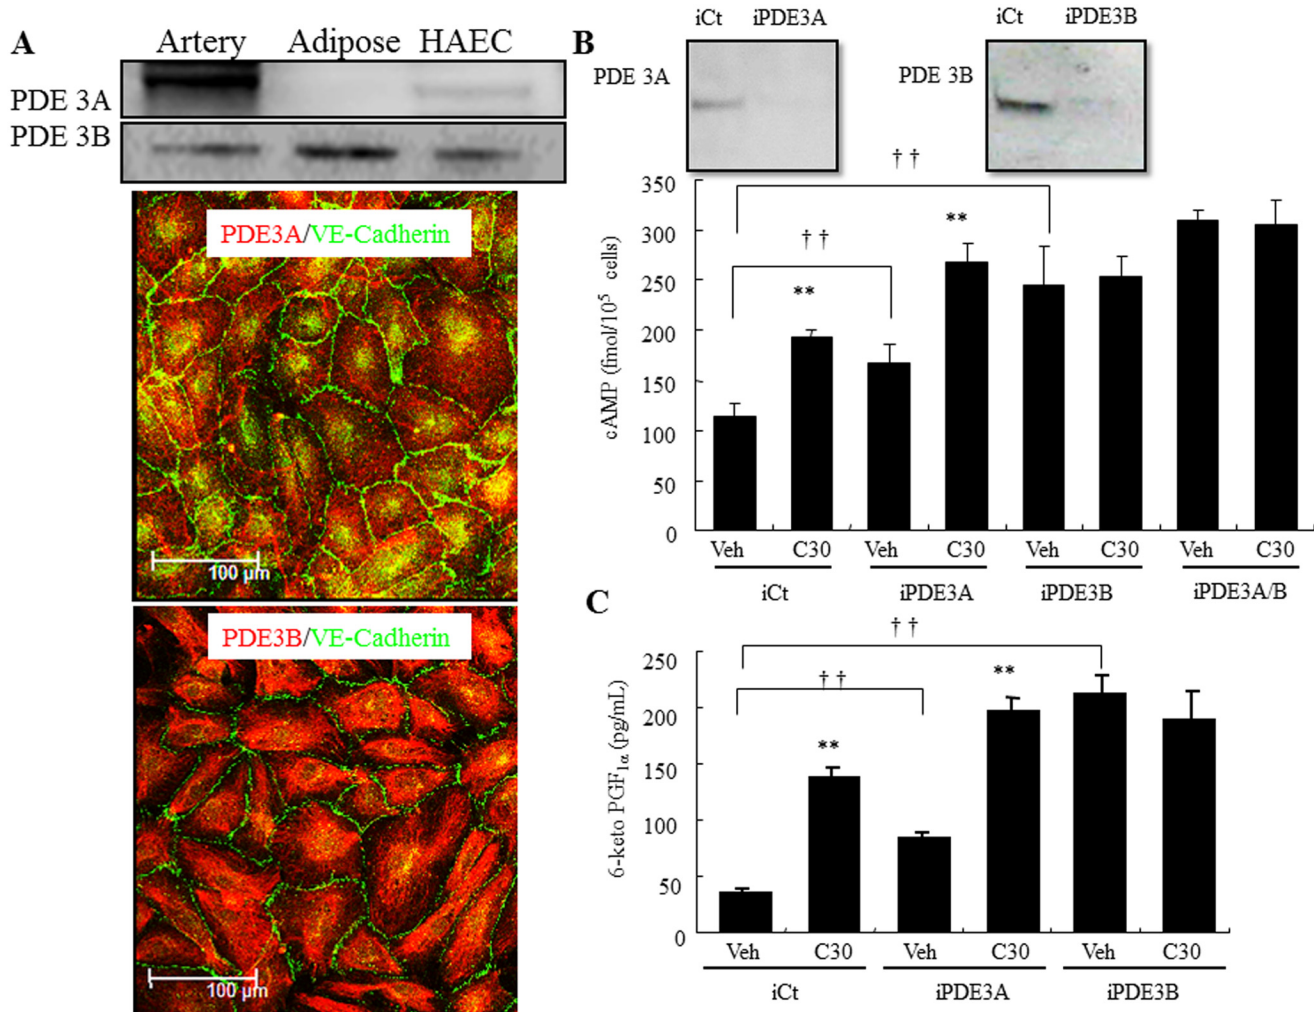 A
Artery Adipose HAEC
PDE 3A
PDE 3B
PDE3A/VE-Cadherin
100 µm
PDE3B/VE-Cadherin
100 µm
B
iCt iPDE3A
PDE 3A
iCt iPDE3B
PDE 3B
cAMP (fmol/10⁵ cells)
350
300
250
200
150
100
50
0
† †
† †
**
**
Veh C30 Veh C30 Veh C30 Veh C30
iCt iPDE3A iPDE3B iPDE3A/B
C
6-keto PGF₁α (pg/mL)
250
200
150
100
50
0
† †
† †
**
**
Veh C30 Veh C30 Veh C30
iCt iPDE3A iPDE3B